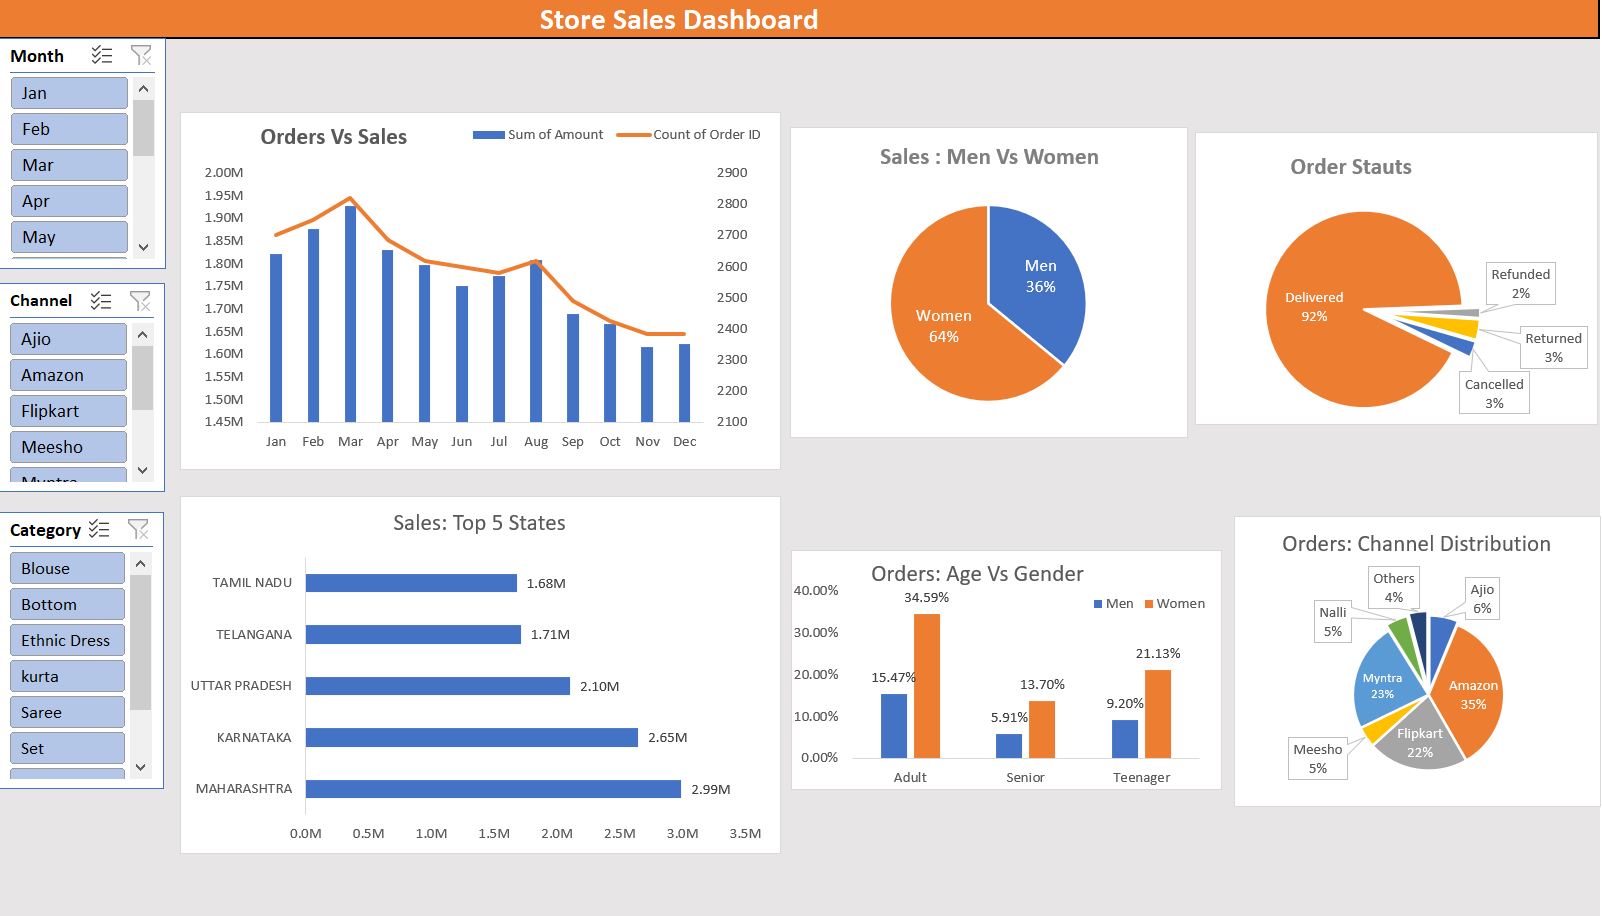 Store Sales Dashboard
Month
Jan
Feb
Mar
Apr
May
Channel
Ajio
Amazon
Flipkart
Meesho
Myntra
Category
Blouse
Bottom
Ethnic Dress
kurta
Saree
Set
Orders Vs Sales
Sum of Amount
Count of Order ID
2.00M
1.95M
1.90M
1.85M
1.80M
1.75M
1.70M
1.65M
1.60M
1.55M
1.50M
1.45M
2900
2800
2700
2600
2500
2400
2300
2200
2100
Jan Feb Mar Apr May Jun Jul Aug Sep Oct Nov Dec
Sales : Men Vs Women
Men
36%
Women
64%
Order Stauts
Delivered
92%
Refunded
2%
Returned
3%
Cancelled
3%
Sales: Top 5 States
TAMIL NADU 1.68M
TELANGANA 1.71M
UTTAR PRADESH 2.10M
KARNATAKA 2.65M
MAHARASHTRA 2.99M
0.0M 0.5M 1.0M 1.5M 2.0M 2.5M 3.0M 3.5M
Orders: Age Vs Gender
Men Women
40.00%
30.00%
20.00%
10.00%
0.00%
15.47% 34.59%
5.91% 13.70%
9.20% 21.13%
Adult Senior Teenager
Orders: Channel Distribution
Others
4%
Ajio
6%
Nalli
5%
Myntra
23%
Amazon
35%
Flipkart
22%
Meesho
5%